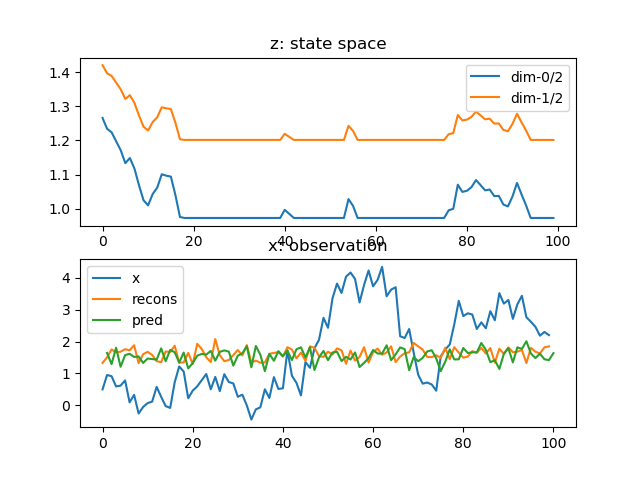 z: state space
1.4
1.3
1.2
1.1
1.0
dim-0/2
dim-1/2
0 20 40 60 80 100
x: observation
4
3
2
1
0
x
recons
pred
0 20 40 60 80 100